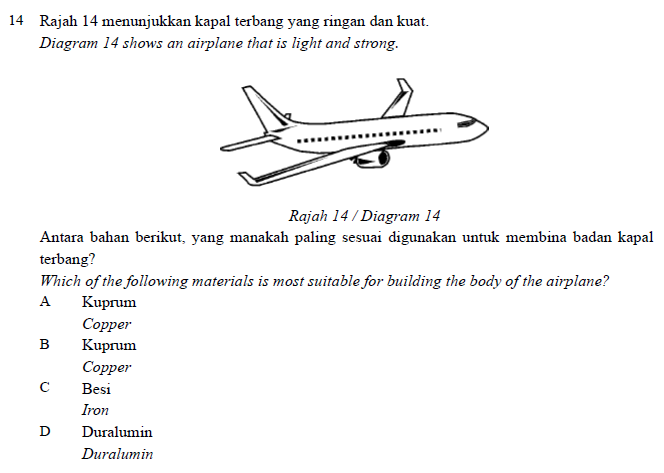 14 Rajah 14 menunjukkan kapal terbang yang ringan dan kuat.
Diagram 14 shows an airplane that is light and strong.
Rajah 14 / Diagram 14
Antara bahan berikut, yang manakah paling sesuai digunakan untuk membina badan kapal
terbang?
Which of the following materials is most suitable for building the body of the airplane?
A Kuprum
Copper
B Kuprum
Copper
C Besi
Iron
D Duralumin
Duralumin